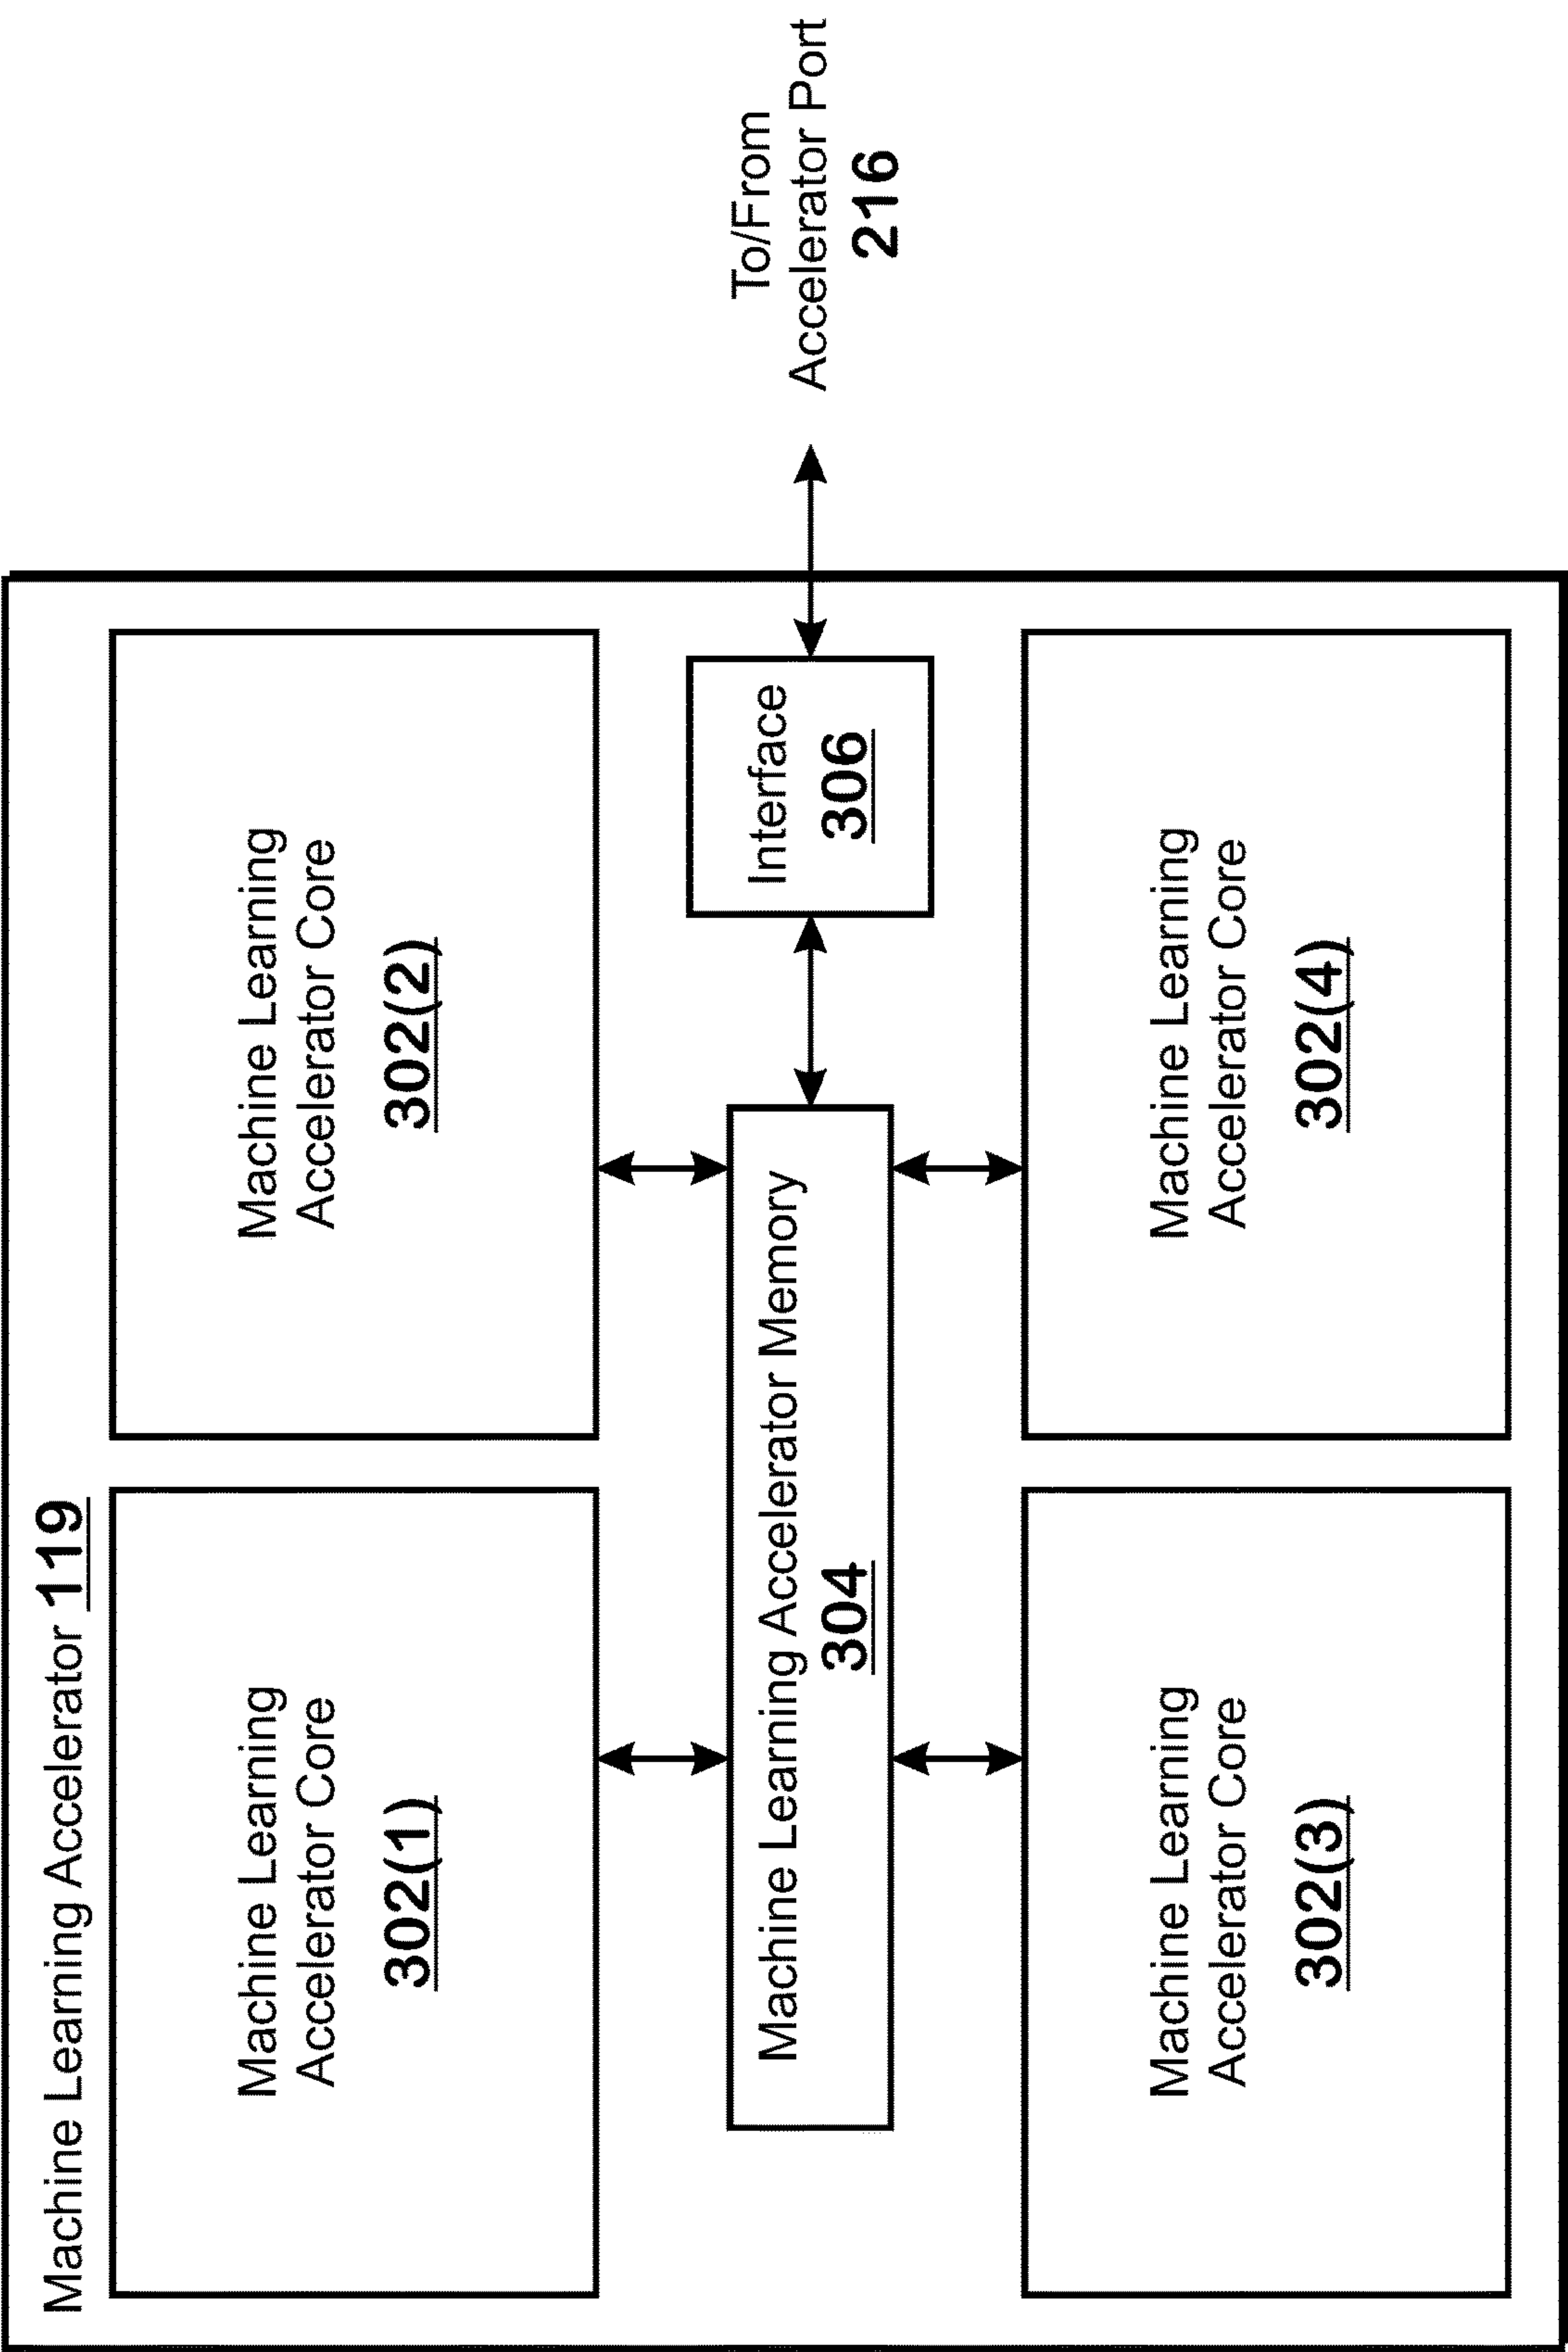 Machine Learning Accelerator 119
Machine Learning
Accelerator Core
302(1)
Machine Learning
Accelerator Core
302(2)
Machine Learning Accelerator Memory
304
Interface
306
To/From
Accelerator Port
216
Machine Learning
Accelerator Core
302(3)
Machine Learning
Accelerator Core
302(4)